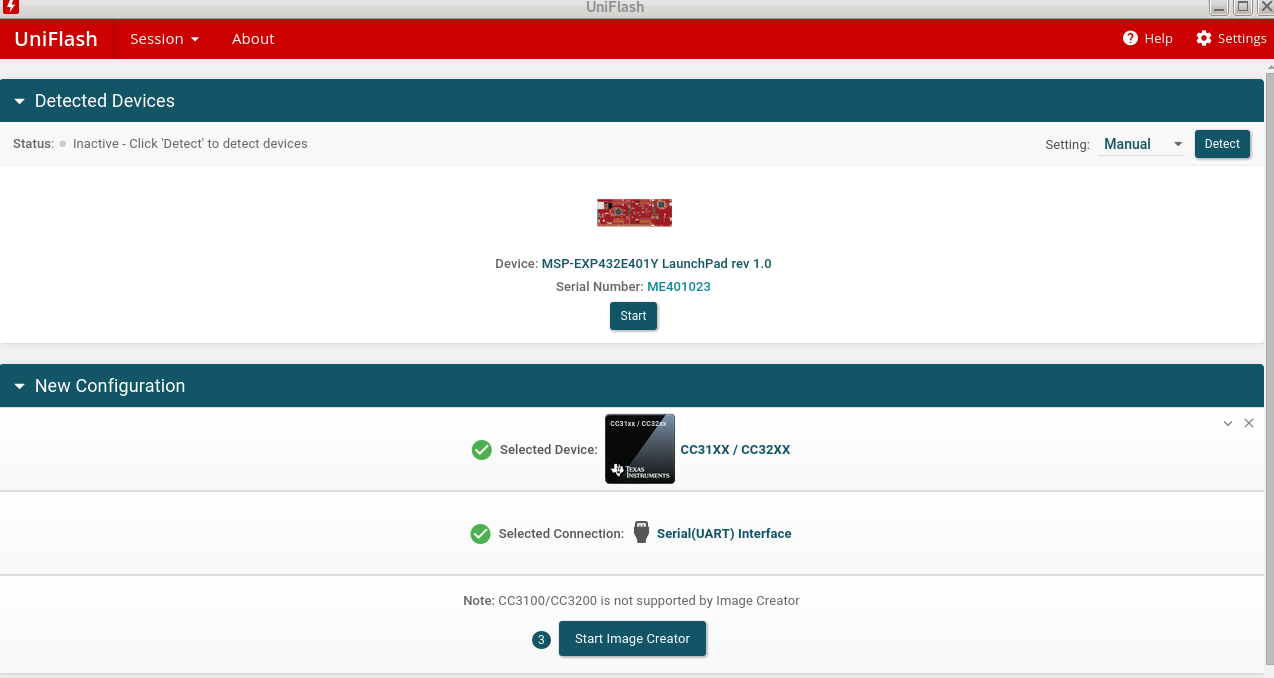 UniFlash
UniFlash Session About Help Settings
Detected Devices
Status: Inactive - Click 'Detect' to detect devices Setting: Manual Detect
Device: MSP-EXP432E401Y LaunchPad rev 1.0
Serial Number: ME401023
Start
New Configuration
CC31xx / CC32xx
Selected Device: CC31XX / CC32XX
TEXAS
INSTRUMENTS
Selected Connection: Serial(UART) Interface
Note: CC3100/CC3200 is not supported by Image Creator
3 Start Image Creator